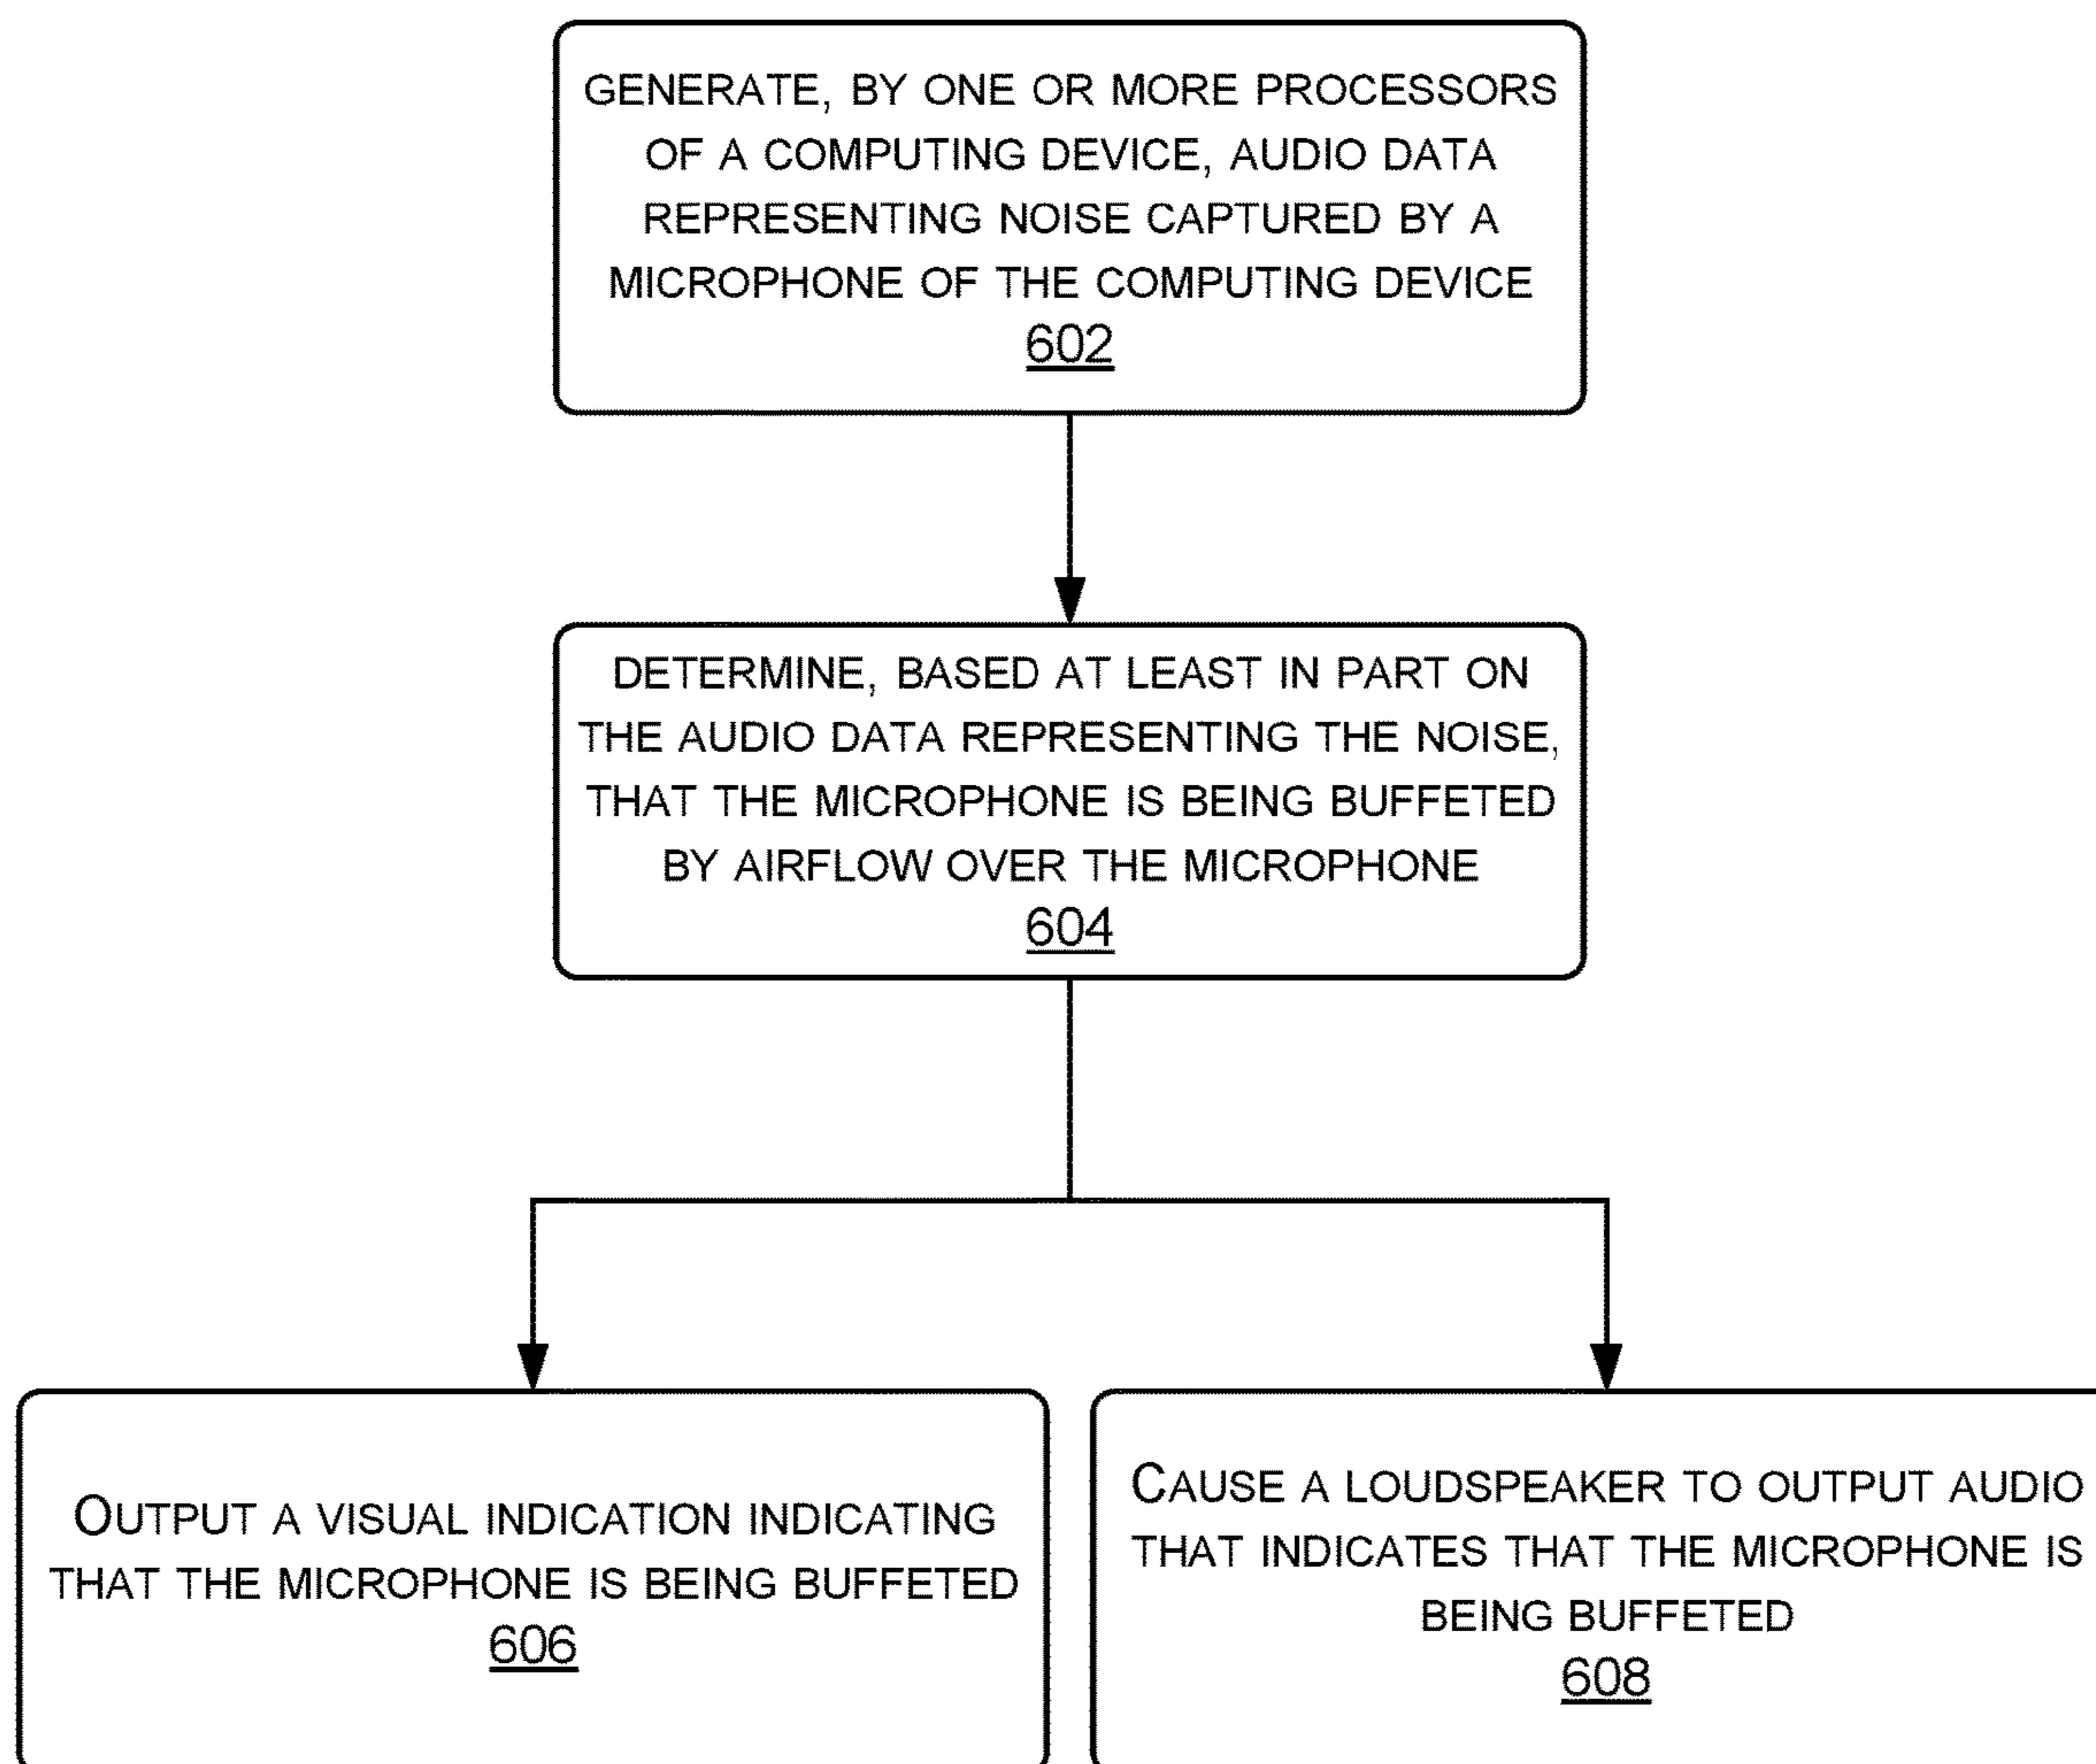 GENERATE, BY ONE OR MORE PROCESSORS
OF A COMPUTING DEVICE, AUDIO DATA
REPRESENTING NOISE CAPTURED BY A
MICROPHONE OF THE COMPUTING DEVICE
602
DETERMINE, BASED AT LEAST IN PART ON
THE AUDIO DATA REPRESENTING THE NOISE,
THAT THE MICROPHONE IS BEING BUFFETED
BY AIRFLOW OVER THE MICROPHONE
604
OUTPUT A VISUAL INDICATION INDICATING
THAT THE MICROPHONE IS BEING BUFFETED
606
CAUSE A LOUDSPEAKER TO OUTPUT AUDIO
THAT INDICATES THAT THE MICROPHONE IS
BEING BUFFETED
608